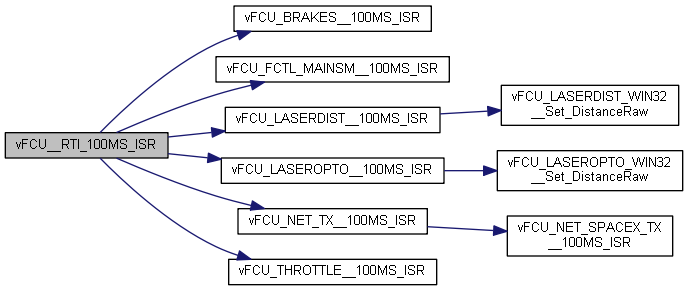 vFCU_BRAKES__100MS_ISR
vFCU_FCTL_MAINSM__100MS_ISR
vFCU_LASERDIST__100MS_ISR
vFCU_LASERDIST_WIN32
__Set_DistanceRaw
vFCU__RTI_100MS_ISR
vFCU_LASEROPTO__100MS_ISR
vFCU_LASEROPTO_WIN32
__Set_DistanceRaw
vFCU_NET_TX__100MS_ISR
vFCU_NET_SPACEX_TX
__100MS_ISR
vFCU_THROTTLE__100MS_ISR